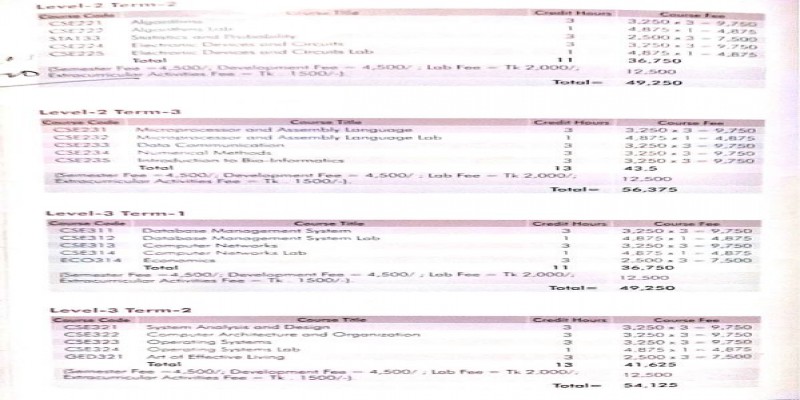 Level-2 Term-2
Course Code Course Title Credit Hours Course Fee
CSE221 Algorithms 3 3,250 x 3 = 9,750
CSE222 Algorithms Lab 1 4,875 x 1 = 4,875
STA133 Statistics and Probability 3 2,500 x 3 = 7,500
CSE224 Electronic Devices and Circuits 3 3,250 x 3 = 9,750
CSE225 Electronic Devices and Circuits Lab 1 4,875 x 1 = 4,875
Total 11 36,750
(Semester Fee =4,500/; Development Fee = 4,500/ ; Lab Fee = Tk 2,000/; 12,500
Extracurricular Activities Fee = Tk . 1500/-).
Total= 49,250
Level-2 Term-3
Course Code Course Title Credit Hours Course Fee
CSE231 Microprocessor and Assembly Language 3 3,250 x 3 = 9,750
CSE232 Microprocessor and Assembly Language Lab 1 4,875 x 1 = 4,875
CSE233 Data Communication 3 3,250 x 3 = 9,750
CSE234 Numerical Methods 3 3,250 x 3 = 9,750
CSE235 Introduction to Bio-Informatics 3 3,250 x 3 = 9,750
Total 13 43.5
(Semester Fee =4,500/; Development Fee = 4,500/ ; Lab Fee = Tk 2,000/; 12,500
Extracurricular Activities Fee = Tk . 1500/-).
Total= 56,375
Level-3 Term-1
Course Code Course Title Credit Hours Course Fee
CSE311 Database Management System 3 3,250 x 3 = 9,750
CSE312 Database Management System Lab 1 4,875 x 1 = 4,875
CSE313 Computer Networks 3 3,250 x 3 = 9,750
CSE314 Computer Networks Lab 1 4,875 x 1 = 4,875
ECO314 Economics 3 2,500 x 3 = 7,500
Total 11 36,750
(Semester Fee =4,500/; Development Fee = 4,500/ ; Lab Fee = Tk 2,000/; 12,500
Extracurricular Activities Fee = Tk . 1500/-).
Total= 49,250
Level-3 Term-2
Course Code Course Title Credit Hours Course Fee
CSE321 System Analysis and Design 3 3,250 x 3 = 9,750
CSE322 Computer Architecture and Organization 3 3,250 x 3 = 9,750
CSE323 Operating Systems 3 3,250 x 3 = 9,750
CSE324 Operating Systems Lab 1 4,875 x 1 = 4,875
GED321 Art of Effective Living 3 2,500 x 3 = 7,500
Total 13 41,625
(Semester Fee =4,500/; Development Fee = 4,500/ ; Lab Fee = Tk 2,000/; 12,500
Extracurricular Activities Fee = Tk . 1500/-).
Total= 54,125